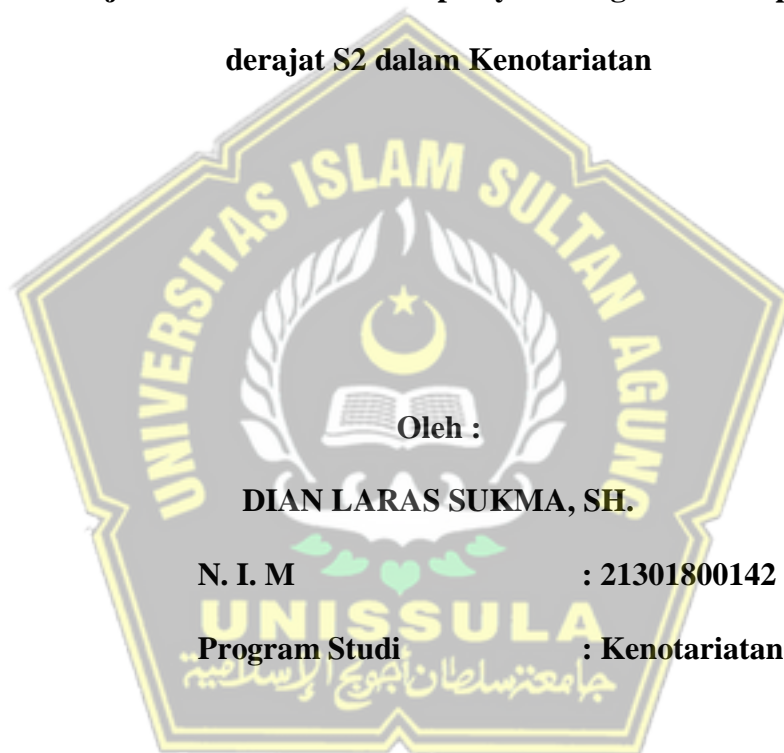 derajat S2 dalam Kenotariatan
UNIVERSITAS ISLAM SULTAN AGUNG
Oleh :
DIAN LARAS SUKMA, SH.
N. I. M : 21301800142
UNISSULA
Program Studi : Kenotariatan
جامعة سلطان أجونج الإسلامية